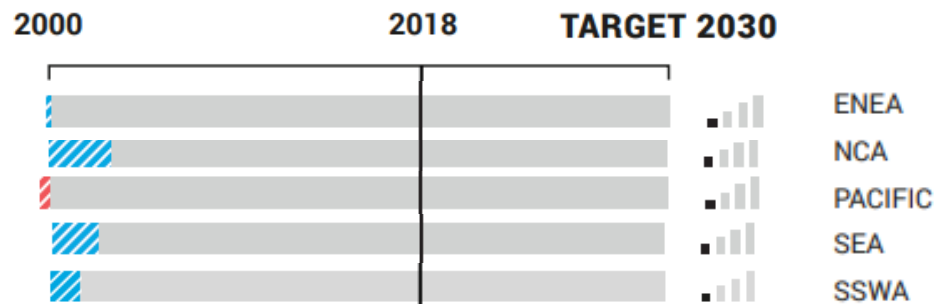 2000 2018 TARGET 2030
ENEA
NCA
PACIFIC
SEA
SSWA